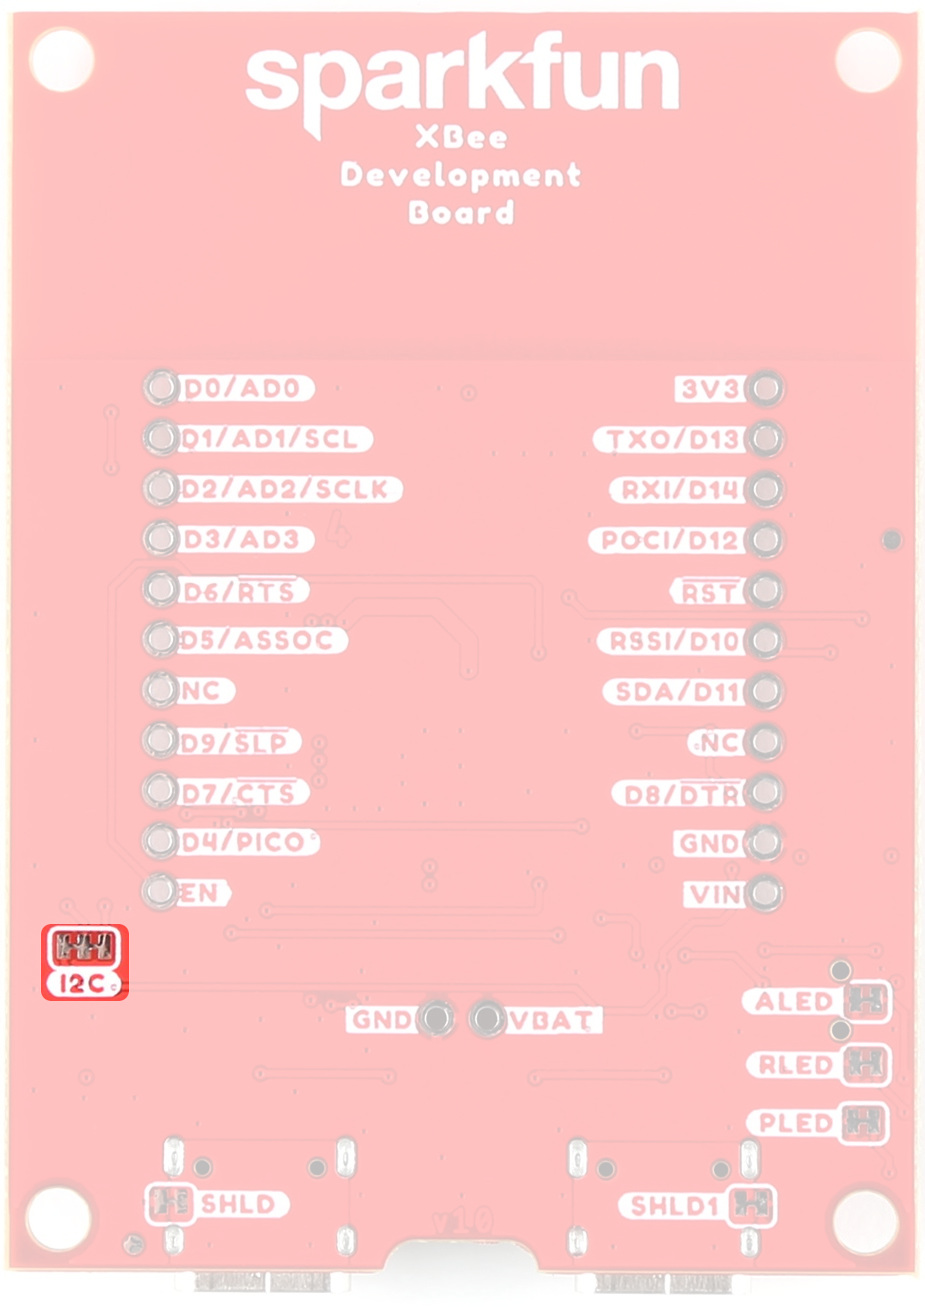 sparkfun
XBee
Development
Board
D0/AD0
3V3
D1/AD1/SCL
TXO/D13
D2/AD2/SCLK
RXI/D14
D3/AD3
POCI/D12
4
D6/RTS
RST
D5/ASSOC
RSSI/D10
NC
SDA/D11
D9/SLP
NC
D7/CTS
D8/DTR
D4/PICO
GND
EN
VIN
I2C
ALED
GND
VBAT
RLED
PLED
SHLD
SHLD1
v10